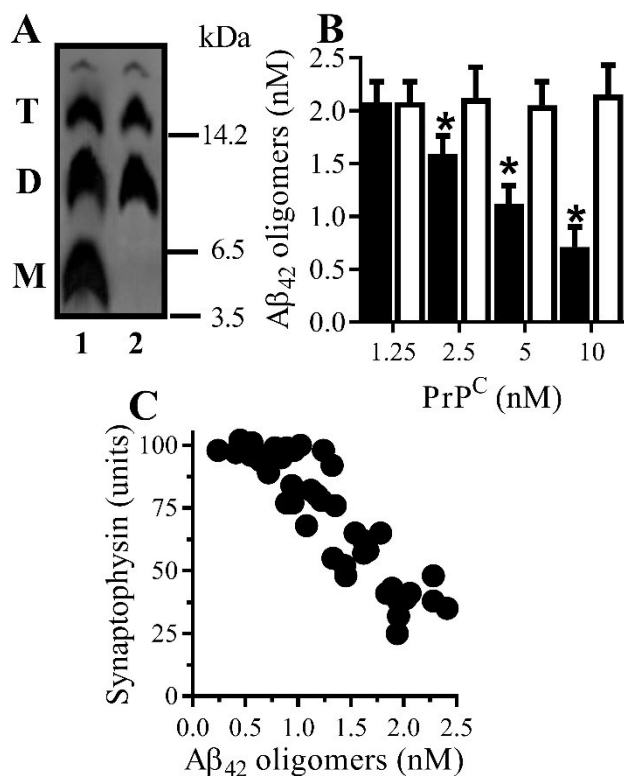 A
kDa
T
14.2
D
6.5
M
3.5
1 2
B
Aβ42 oligomers (nM)
2.5
2.0
1.5
1.0
0.5
0.0
*
*
*
1.25 2.5 5 10
PrPC (nM)
C
Synaptophysin (units)
100
75
50
25
0
0.0 0.5 1.0 1.5 2.0 2.5
Aβ42 oligomers (nM)